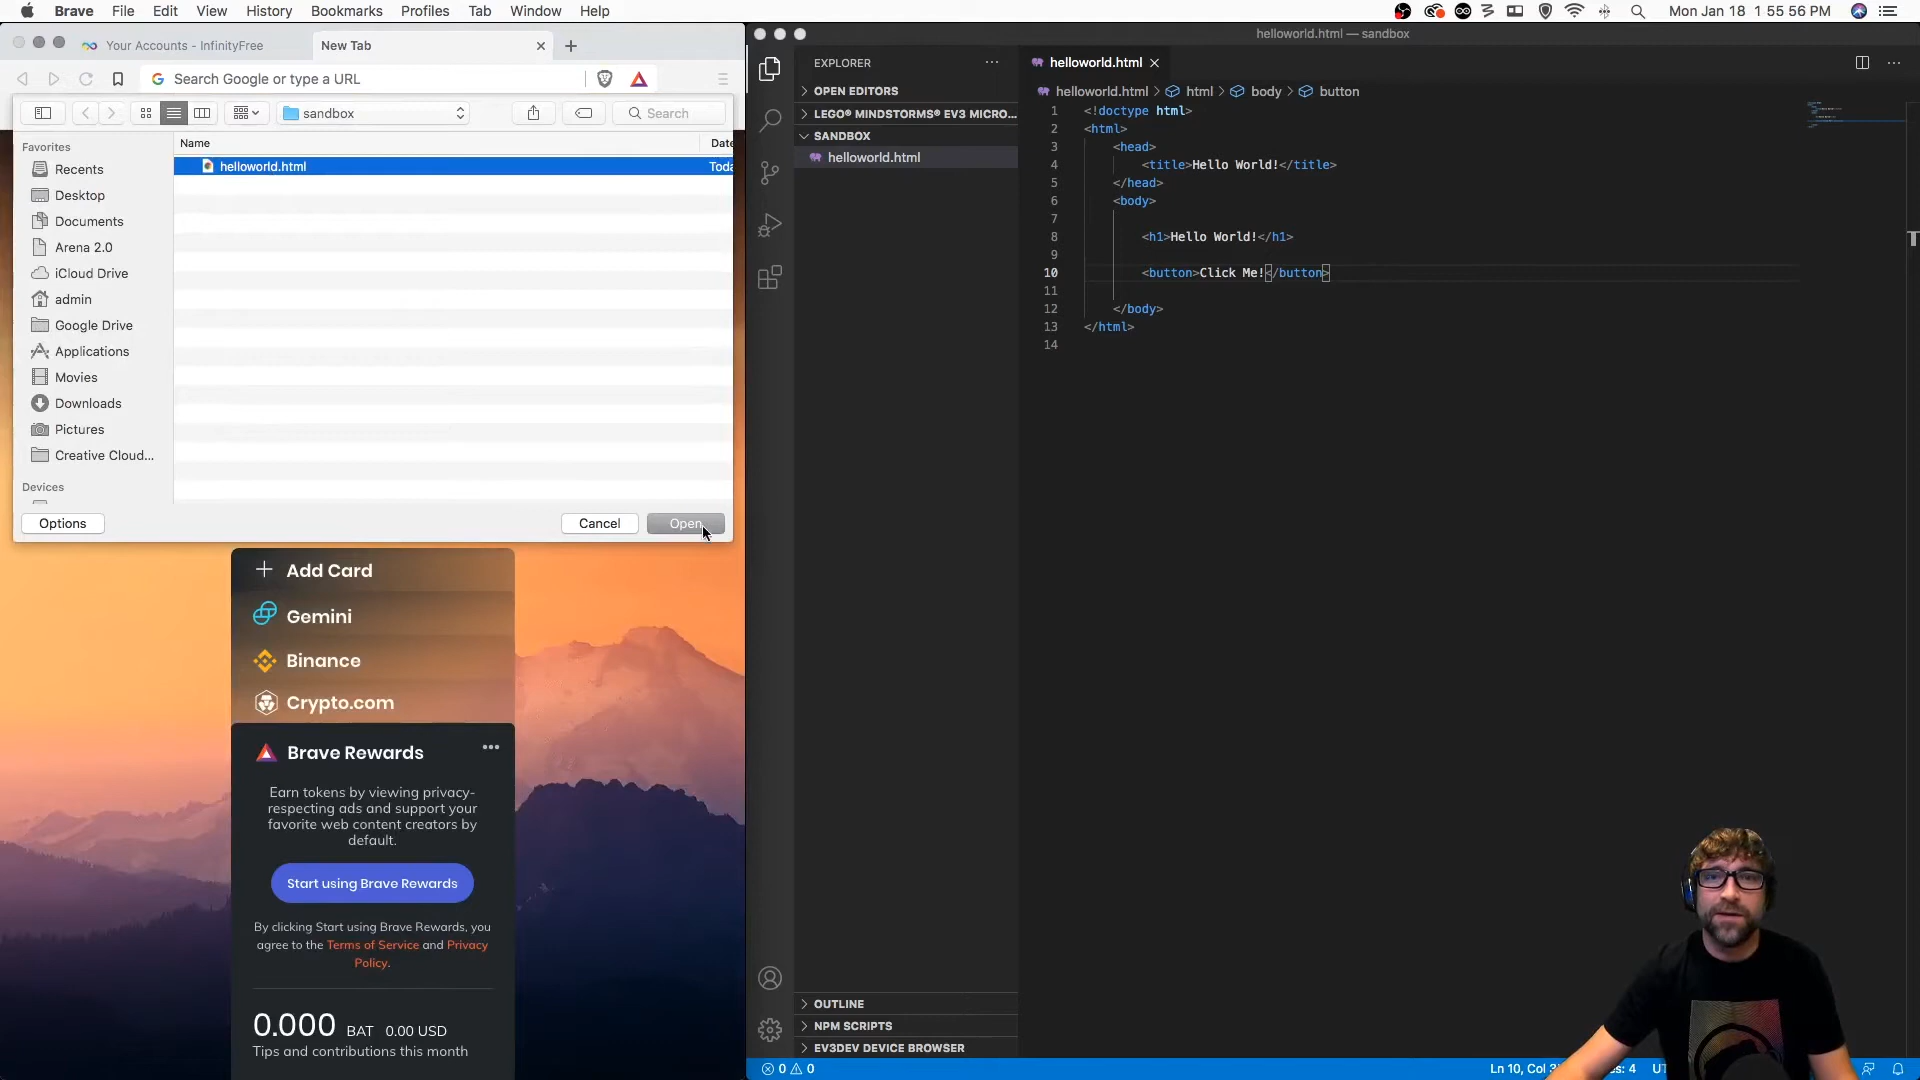 Brave File Edit View History Bookmarks Profiles Tab Window Help
Mon Jan 18 1 55 56 PM
Your Accounts - InfinityFree
New Tab
Search Google or type a URL
sandbox
Search
Favorites
Recents
Desktop
Documents
Arena 2.0
iCloud Drive
admin
Google Drive
Applications
Movies
Downloads
Pictures
Creative Cloud...
Devices
Name
Date
helloworld.html
Toda
Options
Cancel
Open
Add Card
Gemini
Binance
Crypto.com
Brave Rewards
Earn tokens by viewing privacy-
respecting ads and support your
favorite web content creators by
default.
Start using Brave Rewards
By clicking Start using Brave Rewards, you
agree to the Terms of Service and Privacy
Policy.
0.000 BAT 0.00 USD
Tips and contributions this month
helloworld.html — sandbox
EXPLORER
OPEN EDITORS
LEGO® MINDSTORMS® EV3 MICRO...
SANDBOX
helloworld.html
OUTLINE
NPM SCRIPTS
EV3DEV DEVICE BROWSER
helloworld.html
helloworld.html > html > body > button
1 <!doctype html>
2 <html>
3 <head>
4 <title>Hello World!</title>
5 </head>
6 <body>
7
8 <h1>Hello World!</h1>
9
10 <button>Click Me!</button>
11
12 </body>
13 </html>
14
0 0
Ln 10, Col
es: 4